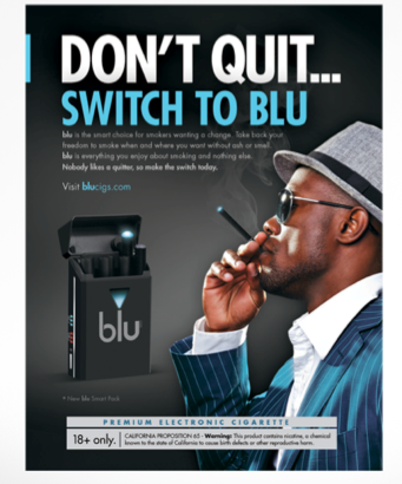 DON'T QUIT...
SWITCH TO BLU
blu is the smart choice for smokers wanting a change. Take back your
freedom to smoke when and where you want without ash or smell.
blu is everything you enjoy about smoking and nothing else.
Nobody likes a quitter, so make the switch today.
Visit blucigs.com
blu
* New blu Smart Pack
PREMIUM ELECTRONIC CIGARETTE
18+ only.
CALIFORNIA PROPOSITION 65 - Warning: This product contains nicotine, a chemical
known to the state of California to cause birth defects or other reproductive harm.